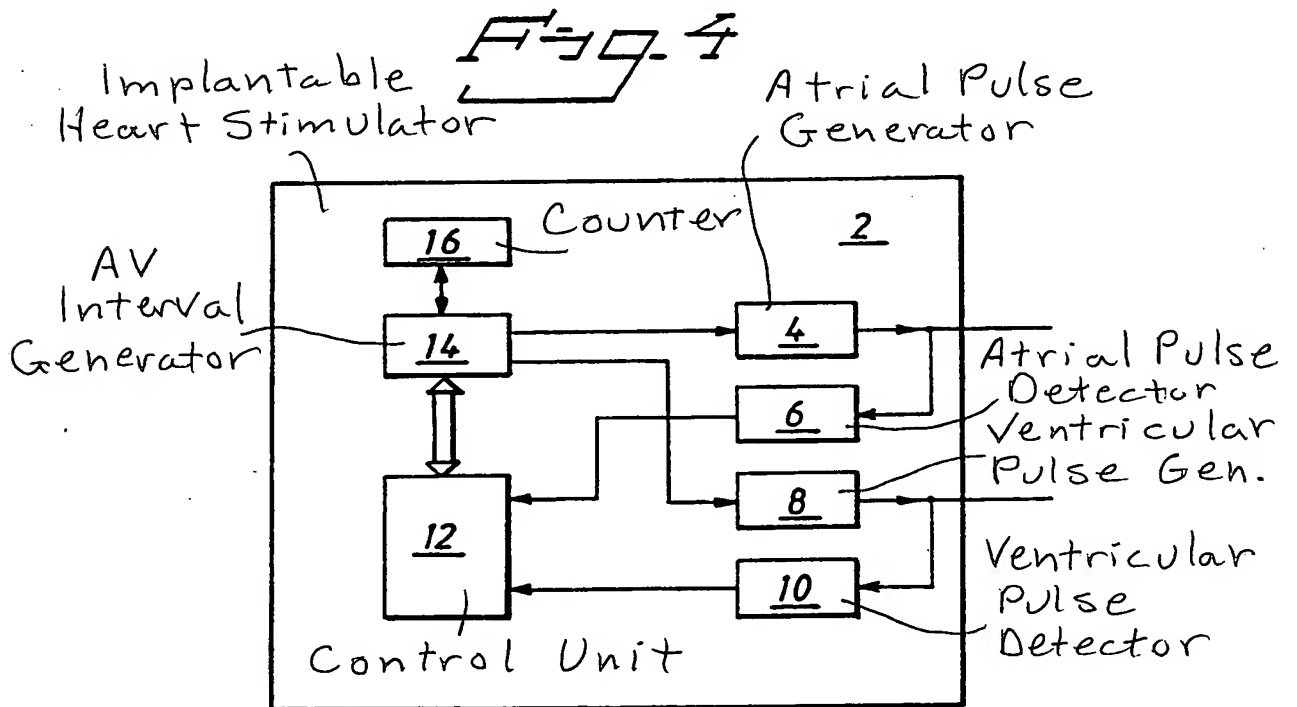 Fig. 4
Implantable
Heart Stimulator
Atrial Pulse
Generator
2
16
Counter
AV
Interval
Generator
14
4
Atrial Pulse
Detector
6
Ventricular
Pulse Gen.
8
12
Control Unit
10
Ventricular
Pulse
Detector